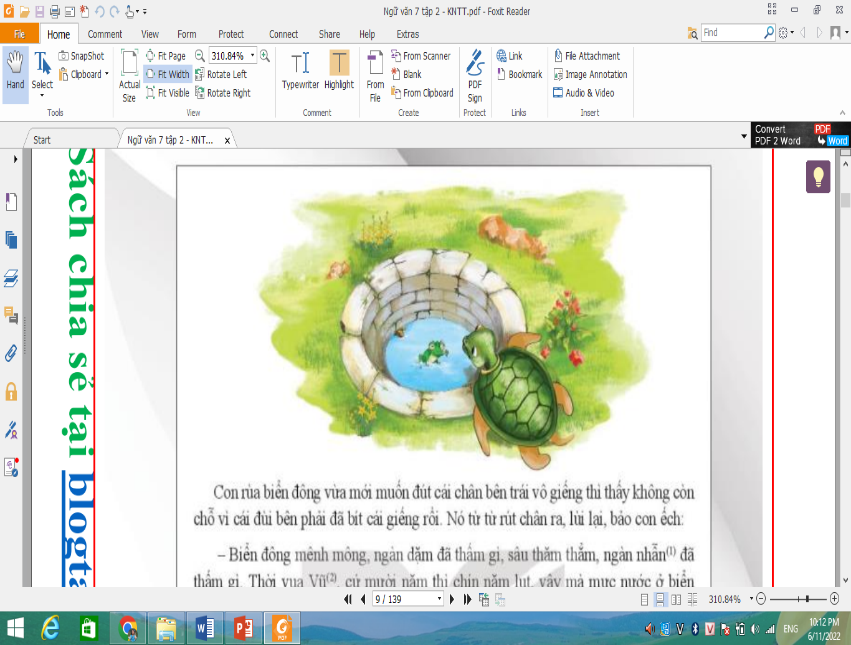 Ngữ văn 7 tập 2 - KNTT.pdf - Foxit Reader
File Home Comment View Form Protect Connect Share Help Extras
Find
Hand
Select
SnapShot
Clipboard
Tools
Actual Size
Fit Page
Fit Width
Fit Visible
310.84%
Rotate Left
Rotate Right
View
Typewriter
Highlight
Comment
From File
From Scanner
Blank
From Clipboard
Create
PDF Sign
Protect
Link
Bookmark
Links
File Attachment
Image Annotation
Audio & Video
Insert
Start
Ngữ văn 7 tập 2 - KNT... x
Convert PDF
PDF 2 Word Word
Sách chia sẽ tại blogta
Con rùa biển đông vừa mới muốn đút cái chân bên trái vô giếng thì thấy không còn
chỗ vì cái đùi bên phải đã bít cái giếng rồi. Nó từ từ rút chân ra, lùi lại, bảo con ếch:
– Biển đông mênh mông, ngàn dặm đã thấm gì, sâu thăm thẳm, ngàn nhẫn(1) đã
thấm gì. Thời vua Vũ(2), cứ mười năm thì chín năm lụt, vậy mà mực nước ở biển
9 / 139
310.84%
ENG
10:12 PM
6/11/2022